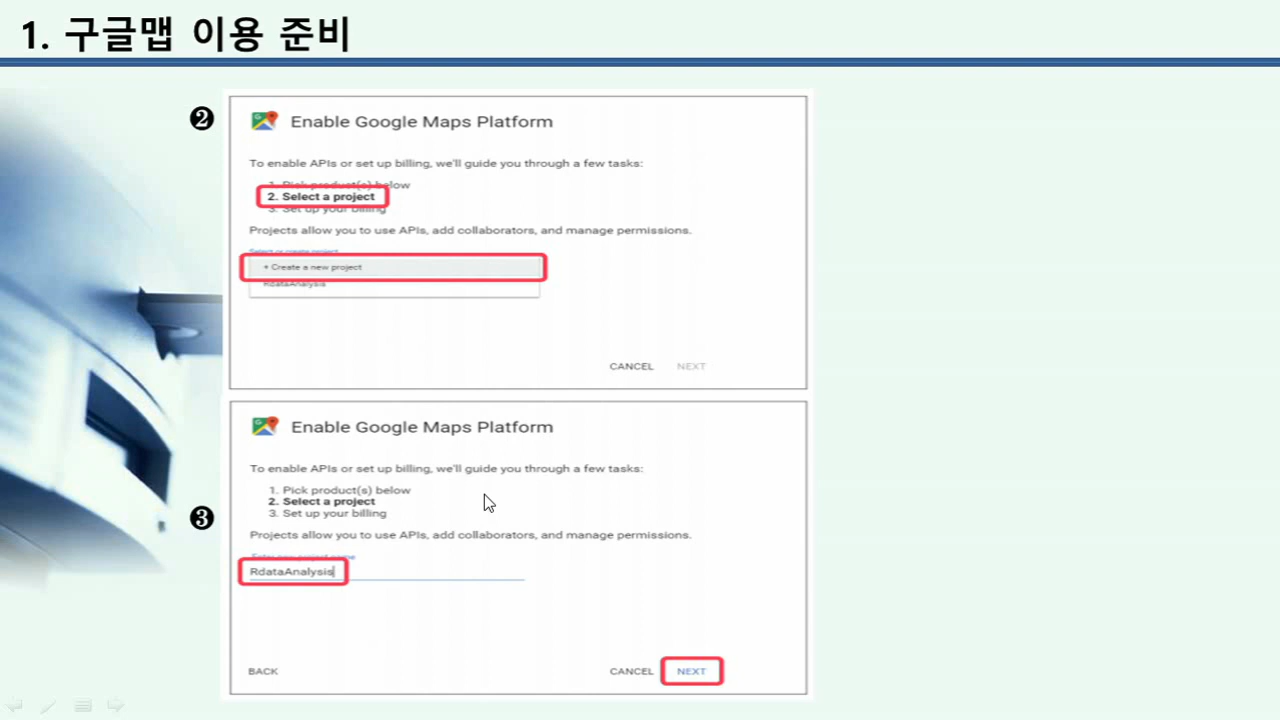 1. 구글맵 이용 준비
❷
Enable Google Maps Platform
To enable APIs or set up billing, we'll guide you through a few tasks:
1. Pick product(s) below
2. Select a project
3. Set up your billing
Projects allow you to use APIs, add collaborators, and manage permissions.
Select or create project
+ Create a new project
RdataAnalysis
CANCEL NEXT
Enable Google Maps Platform
To enable APIs or set up billing, we'll guide you through a few tasks:
1. Pick product(s) below
2. Select a project
3. Set up your billing
❸
Projects allow you to use APIs, add collaborators, and manage permissions.
Enter new project name
RdataAnalysis
BACK CANCEL NEXT